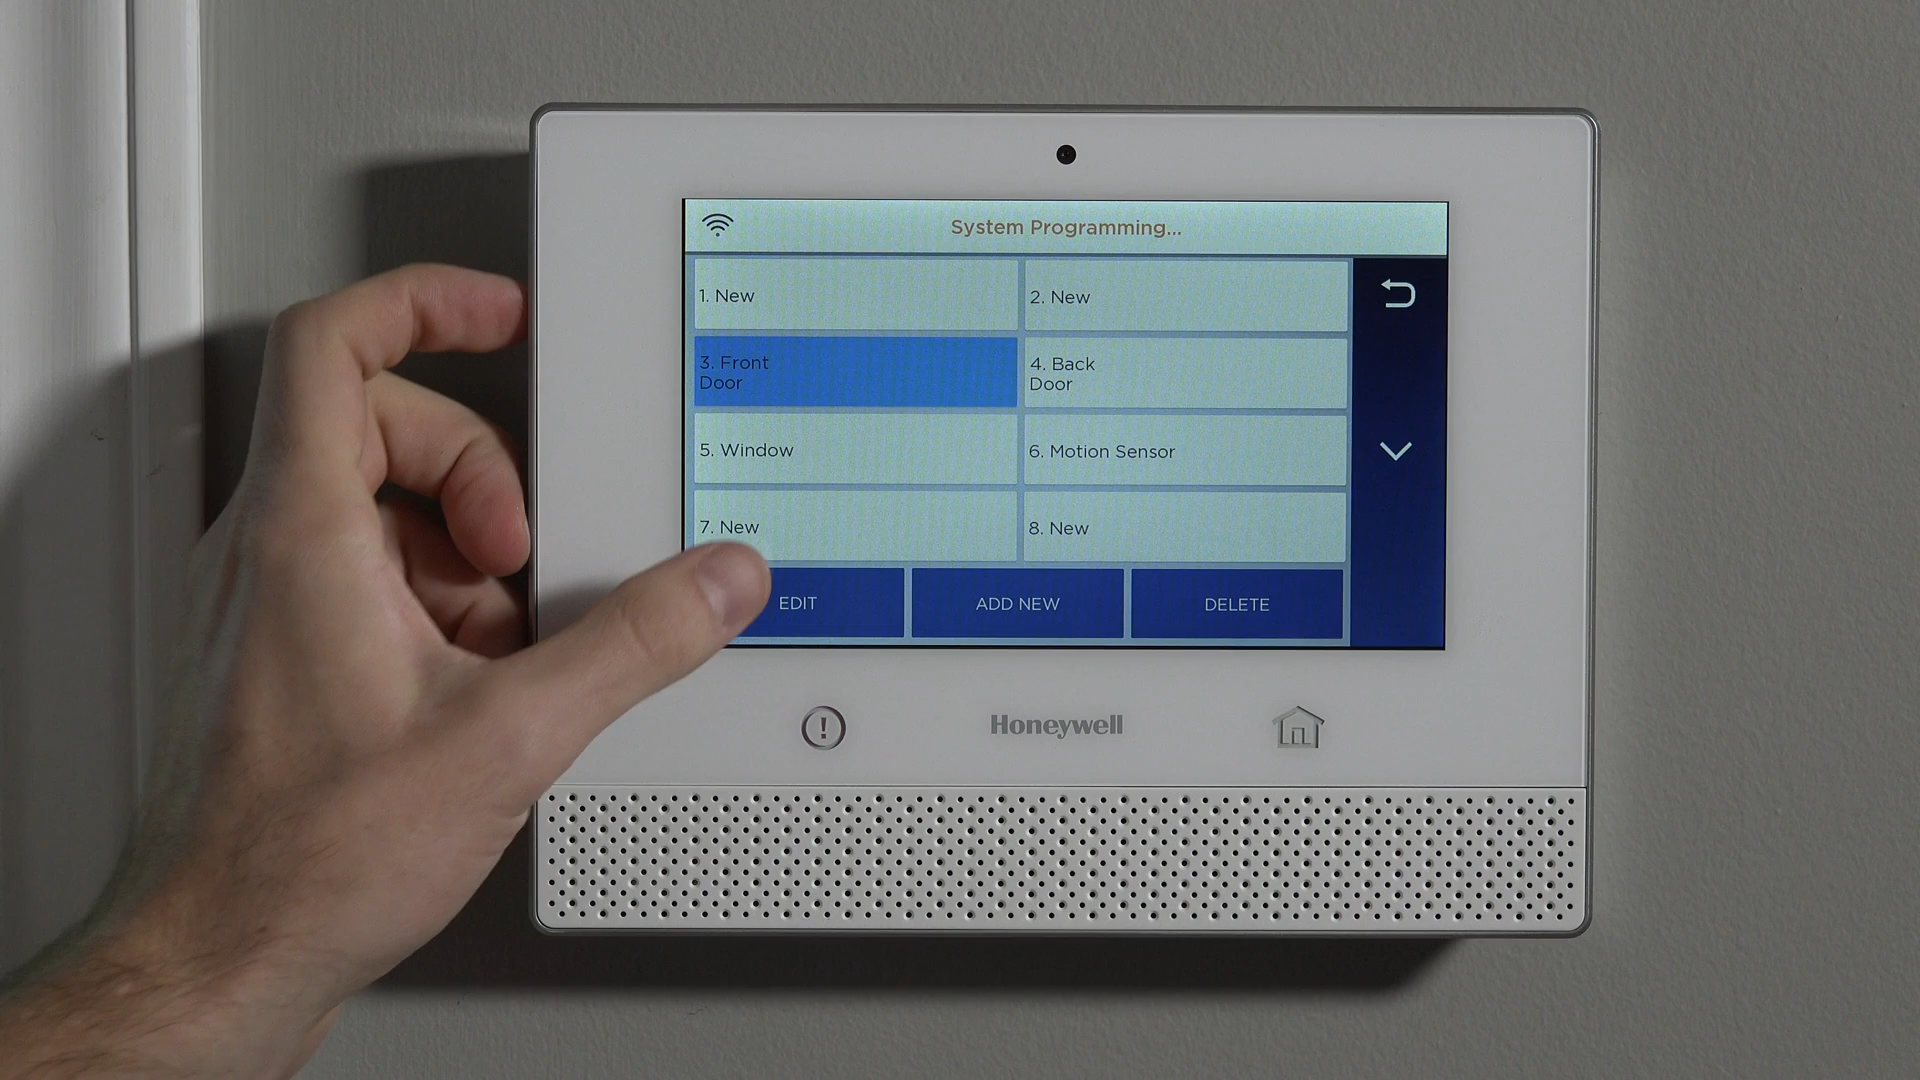 System Programming...
1. New
2. New
3. Front
Door
4. Back
Door
5. Window
6. Motion Sensor
7. New
8. New
EDIT
ADD NEW
DELETE
Honeywell